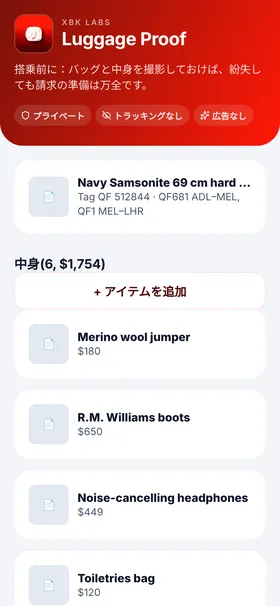 XBK LABS
Luggage Proof
搭乗前に：バッグと中身を撮影しておけば、紛失し
ても請求の準備は万全です。
プライベート
トラッキングなし
広告なし
Navy Samsonite 69 cm hard ...
Tag QF 512844 · QF681 ADL–MEL,
QF1 MEL–LHR
中身(6, $1,754)
+ アイテムを追加
Merino wool jumper
$180
R.M. Williams boots
$650
Noise-cancelling headphones
$449
Toiletries bag
$120